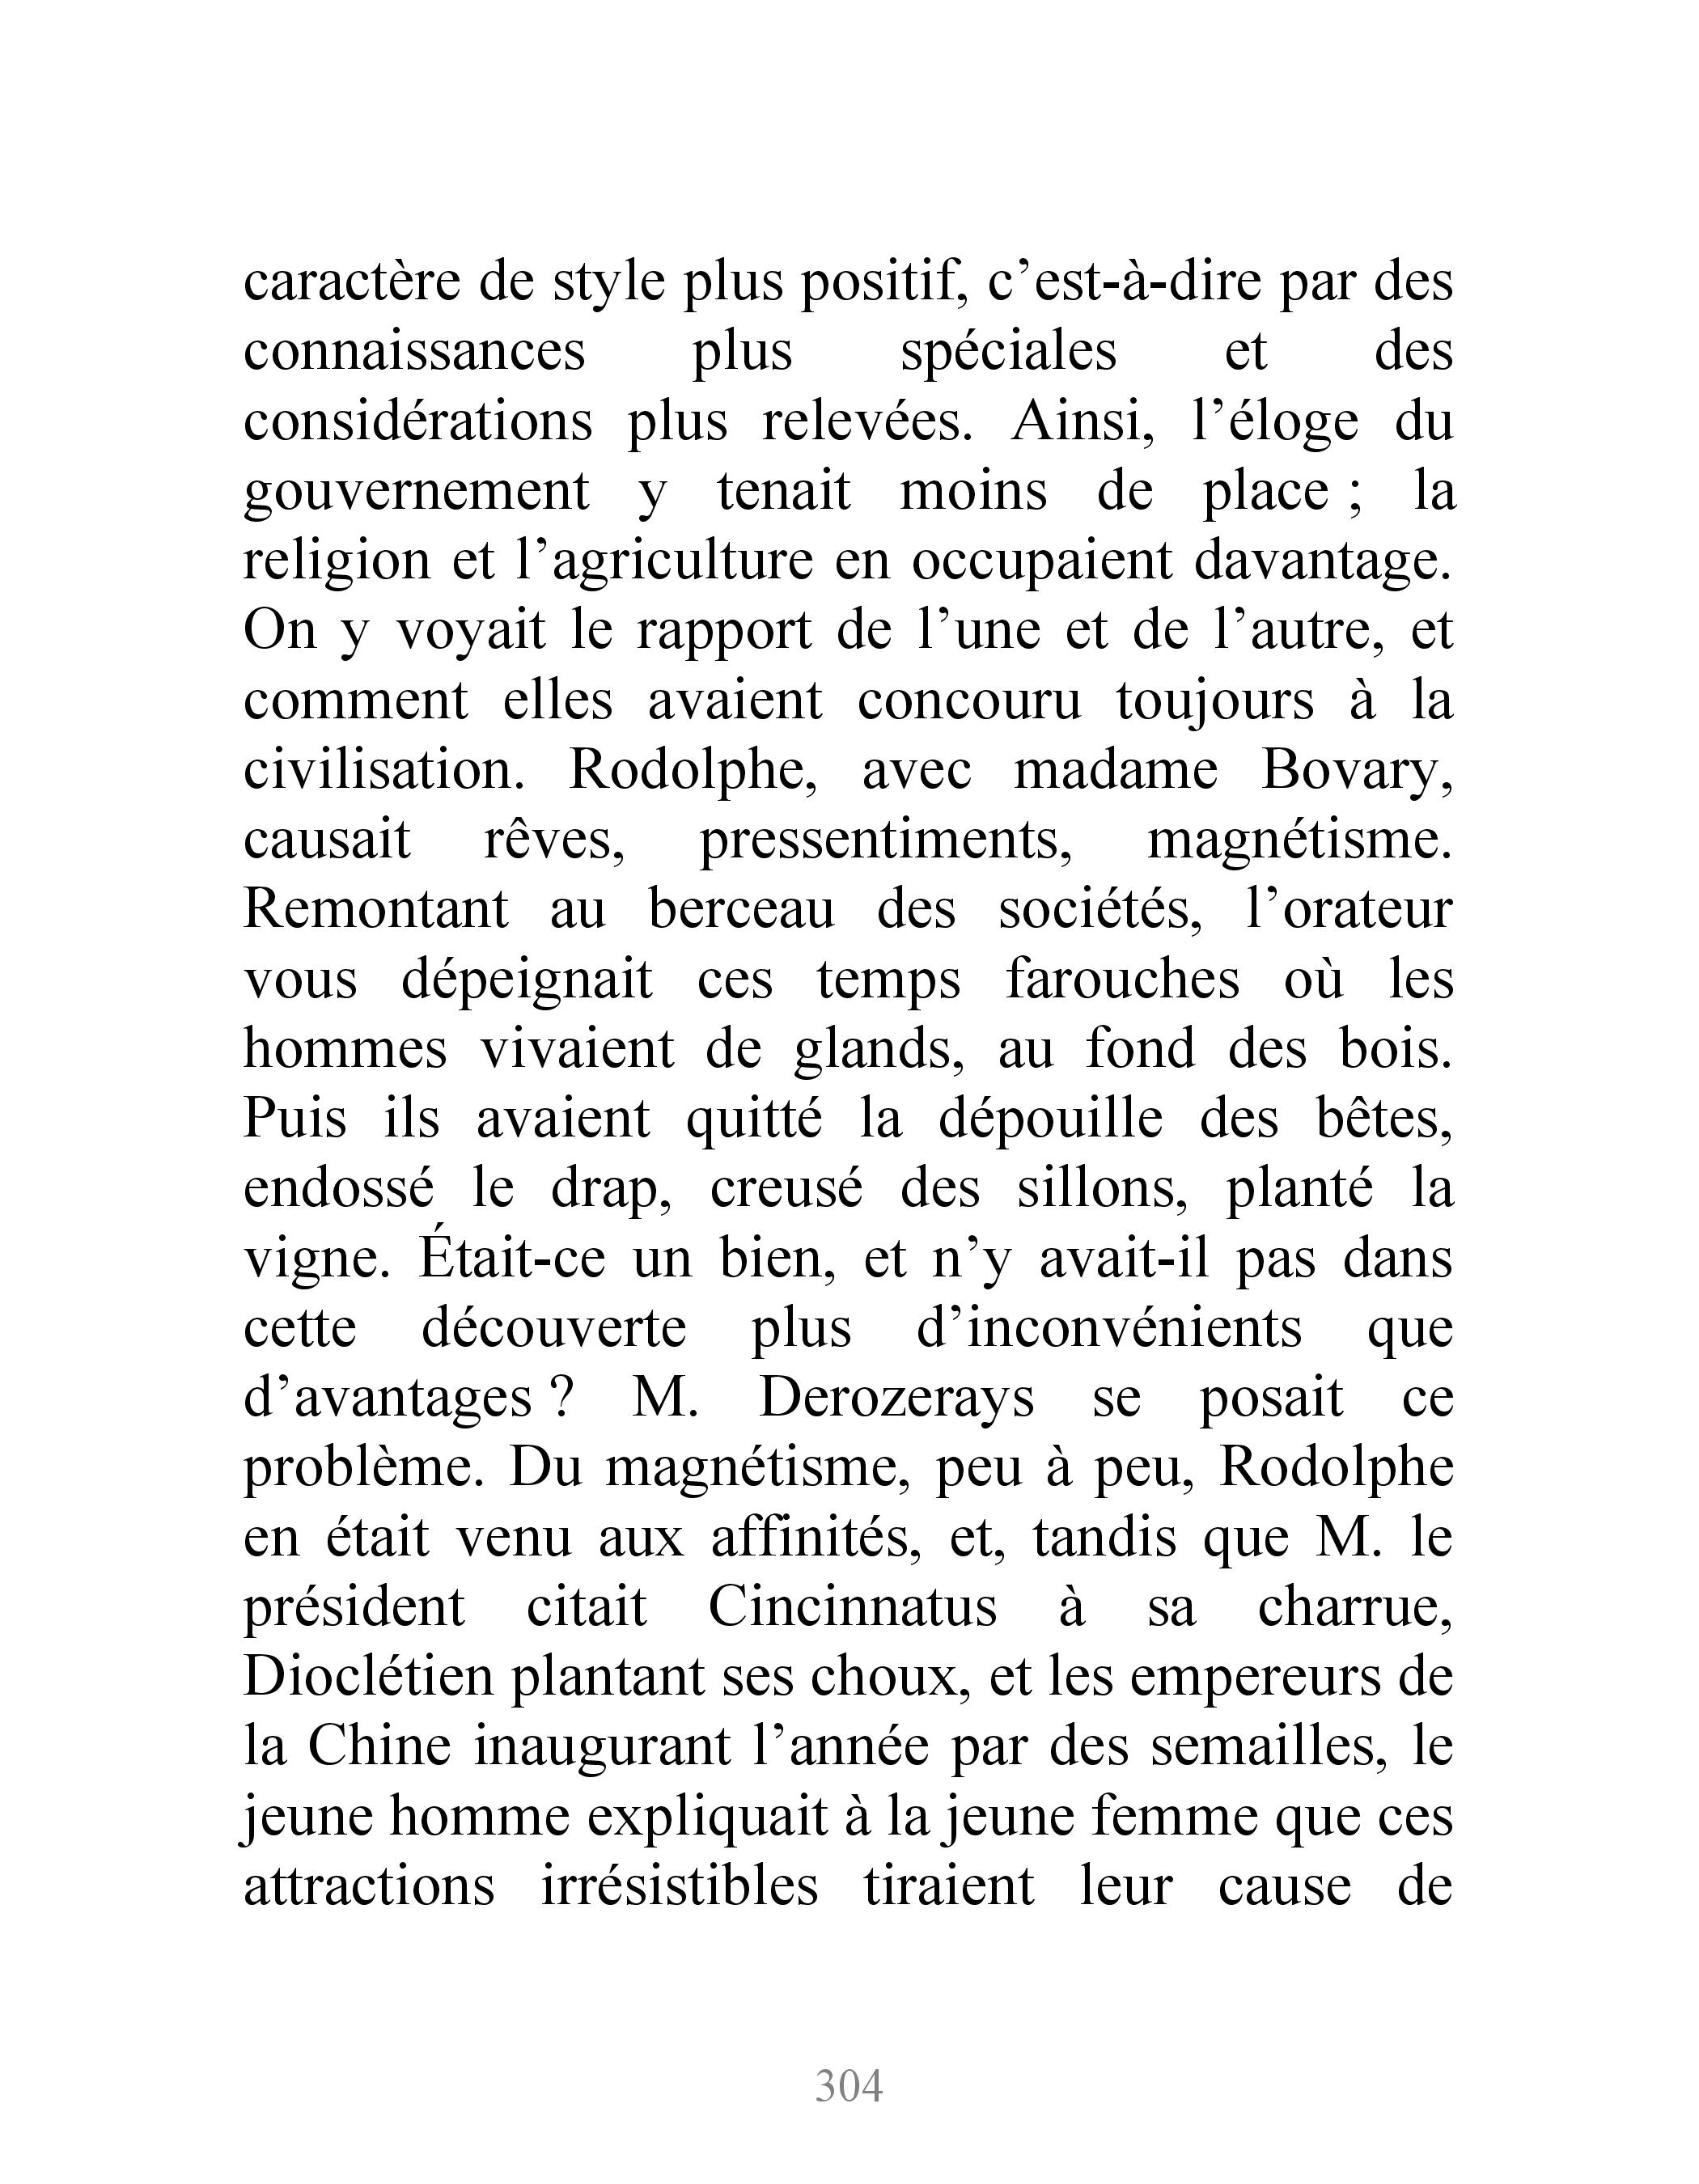 caractère de style plus positif, c’est-à-dire par des
connaissances plus spéciales et des
considérations plus relevées. Ainsi, l’éloge du
gouvernement y tenait moins de place ; la
religion et l’agriculture en occupaient davantage.
On y voyait le rapport de l’une et de l’autre, et
comment elles avaient concouru toujours à la
civilisation. Rodolphe, avec madame Bovary,
causait rêves, pressentiments, magnétisme.
Remontant au berceau des sociétés, l’orateur
vous dépeignait ces temps farouches où les
hommes vivaient de glands, au fond des bois.
Puis ils avaient quitté la dépouille des bêtes,
endossé le drap, creusé des sillons, planté la
vigne. Était-ce un bien, et n’y avait-il pas dans
cette découverte plus d’inconvénients que
d’avantages ? M. Derozerays se posait ce
problème. Du magnétisme, peu à peu, Rodolphe
en était venu aux affinités, et, tandis que M. le
président citait Cincinnatus à sa charrue,
Dioclétien plantant ses choux, et les empereurs de
la Chine inaugurant l’année par des semailles, le
jeune homme expliquait à la jeune femme que ces
attractions irrésistibles tiraient leur cause de
304